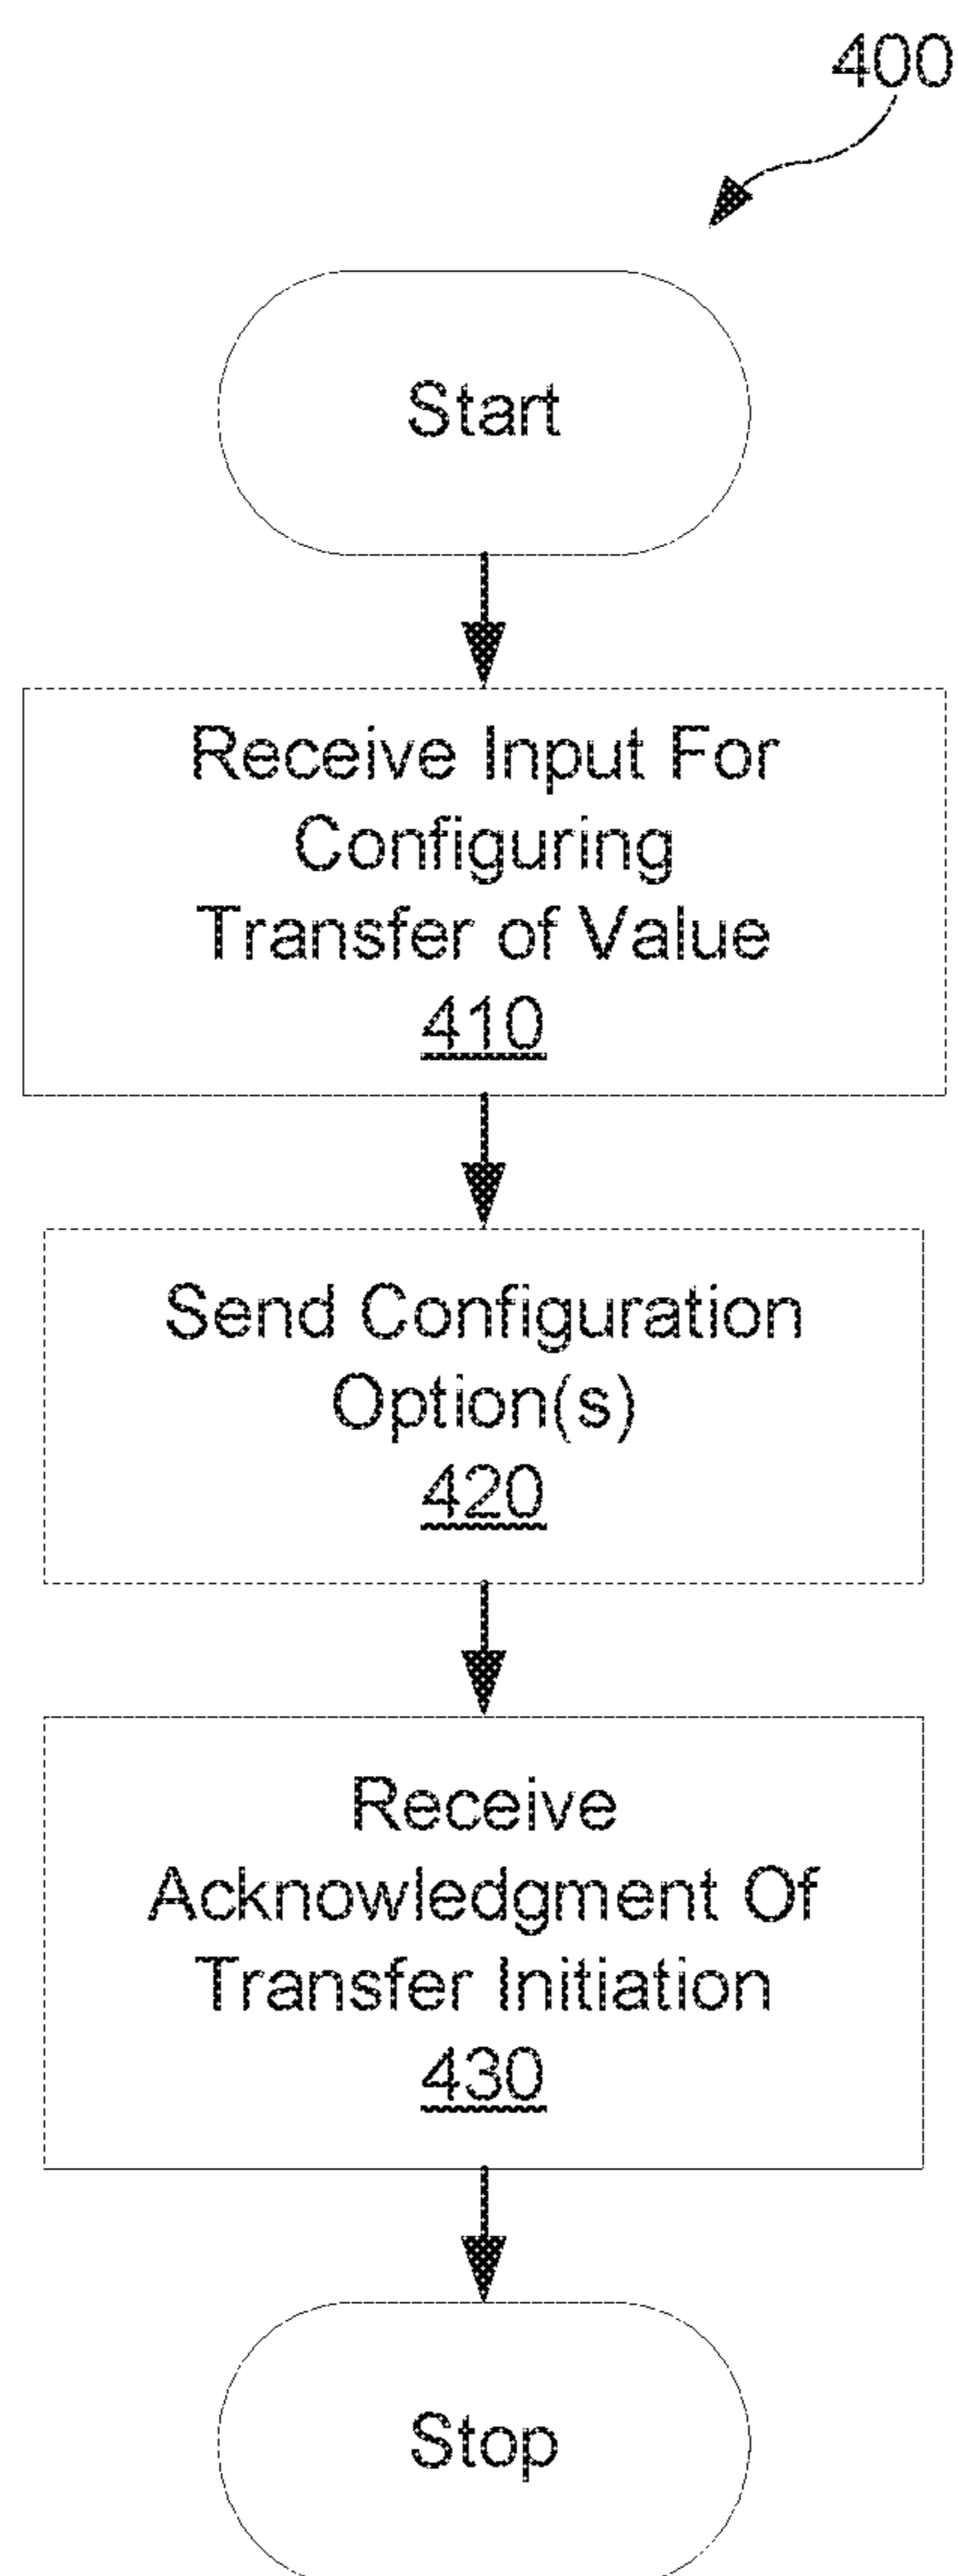 400
Start
Receive Input For
Configuring
Transfer of Value
410
Send Configuration
Option(s)
420
Receive
Acknowledgment Of
Transfer Initiation
430
Stop